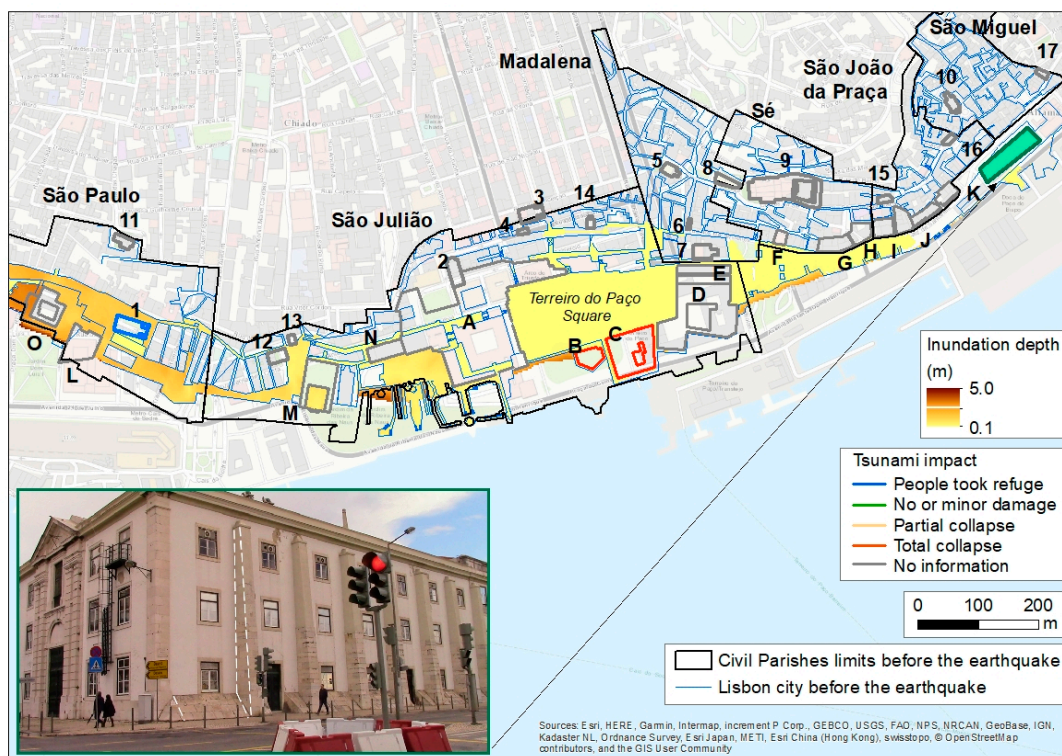 São Miguel
17
Madalena
São João
da Praça
10
Sé
Chiado
16
5
8
9
15
K
São Paulo
3
14
4
11
São Julião
6
7
F
G
H
I
J
2
E
Terreiro do Paço
Square
D
A
1
13
N
C
B
12
O
L
M
Inundation depth
(m)
5.0
0.1
Tsunami impact
People took refuge
No or minor damage
Partial collapse
Total collapse
No information
0 100 200
m
Civil Parishes limits before the earthquake
Lisbon city before the earthquake
Sources: Esri, HERE, Garmin, Intermap, increment P Corp., GEBCO, USGS, FAO, NPS, NRCAN, GeoBase, IGN,
Kadaster NL, Ordnance Survey, Esri Japan, METI, Esri China (Hong Kong), swisstopo, © OpenStreetMap
contributors, and the GIS User Community